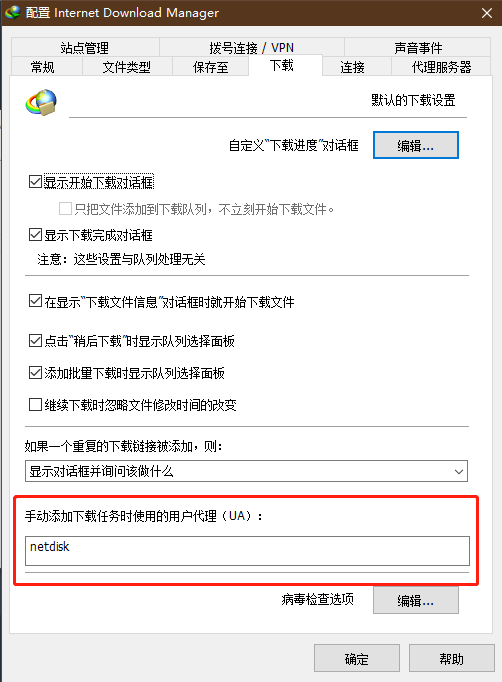 配置 Internet Download Manager
站点管理
拨号连接 / VPN
声音事件
常规
文件类型
保存至
下载
连接
代理服务器
默认的下载设置
自定义“下载进度”对话框
编辑...
显示开始下载对话框
只把文件添加到下载队列，不立刻开始下载文件。
显示下载完成对话框
注意：这些设置与队列处理无关
在显示“下载文件信息”对话框时就开始下载文件
点击“稍后下载”时显示队列选择面板
添加批量下载时显示队列选择面板
继续下载时忽略文件修改时间的改变
如果一个重复的下载链接被添加，则：
显示对话框并询问该做什么
手动添加下载任务时使用的用户代理（UA）：
netdisk
病毒检查选项
编辑...
确定
帮助